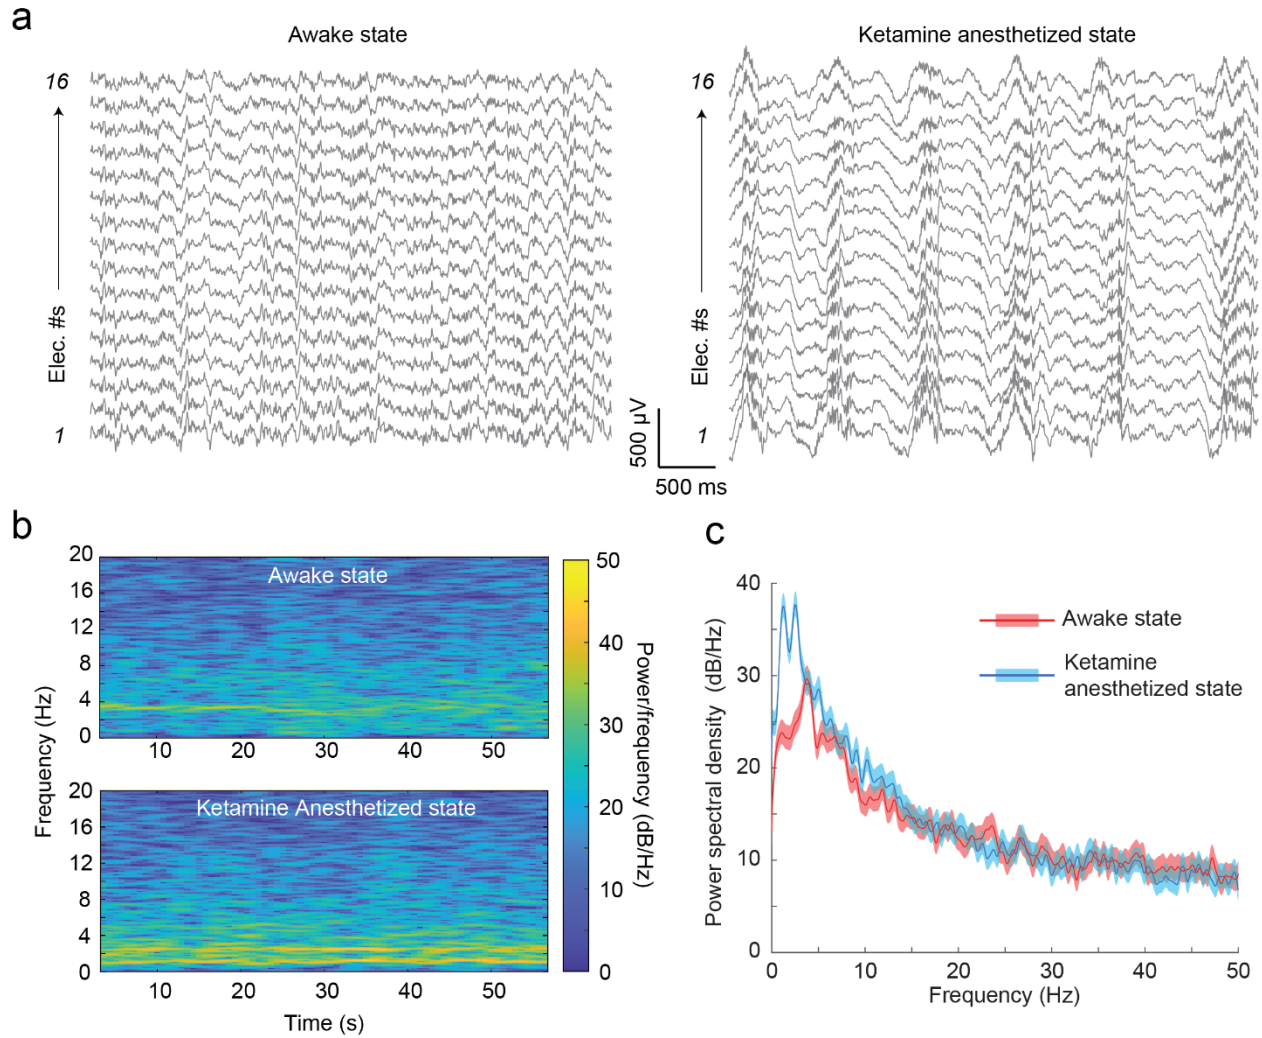 a
Awake state
Ketamine anesthetized state
16
Elec. #s
1
16
Elec. #s
1
500 µV
500 ms
b
20
16
12
8
4
0
Awake state
10
20
30
40
50
20
16
12
8
4
0
Ketamine Anesthetized state
10
20
30
40
50
Frequency (Hz)
Time (s)
50
40
30
20
10
0
Power/frequency (dB/Hz)
c
40
30
20
10
0
Power spectral density (dB/Hz)
0
10
20
30
40
50
Frequency (Hz)
Awake state
Ketamine
anesthetized state